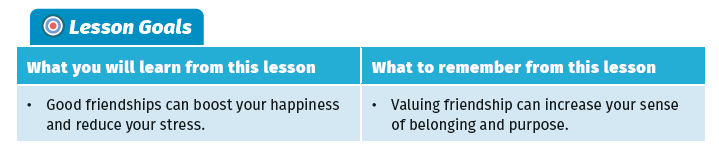 Lesson Goals
What you will learn from this lesson
What to remember from this lesson
• Good friendships can boost your happiness
and reduce your stress.
• Valuing friendship can increase your sense
of belonging and purpose.